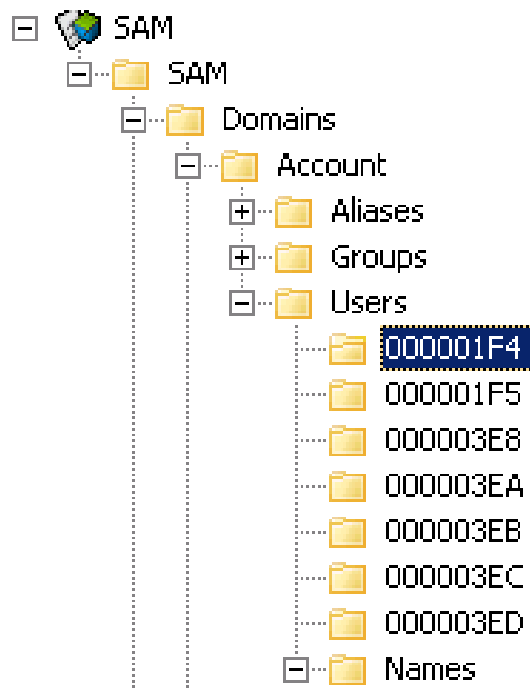 SAM
SAM
Domains
Account
Aliases
Groups
Users
000001F4
000001F5
000003E8
000003EA
000003EB
000003EC
000003ED
Names